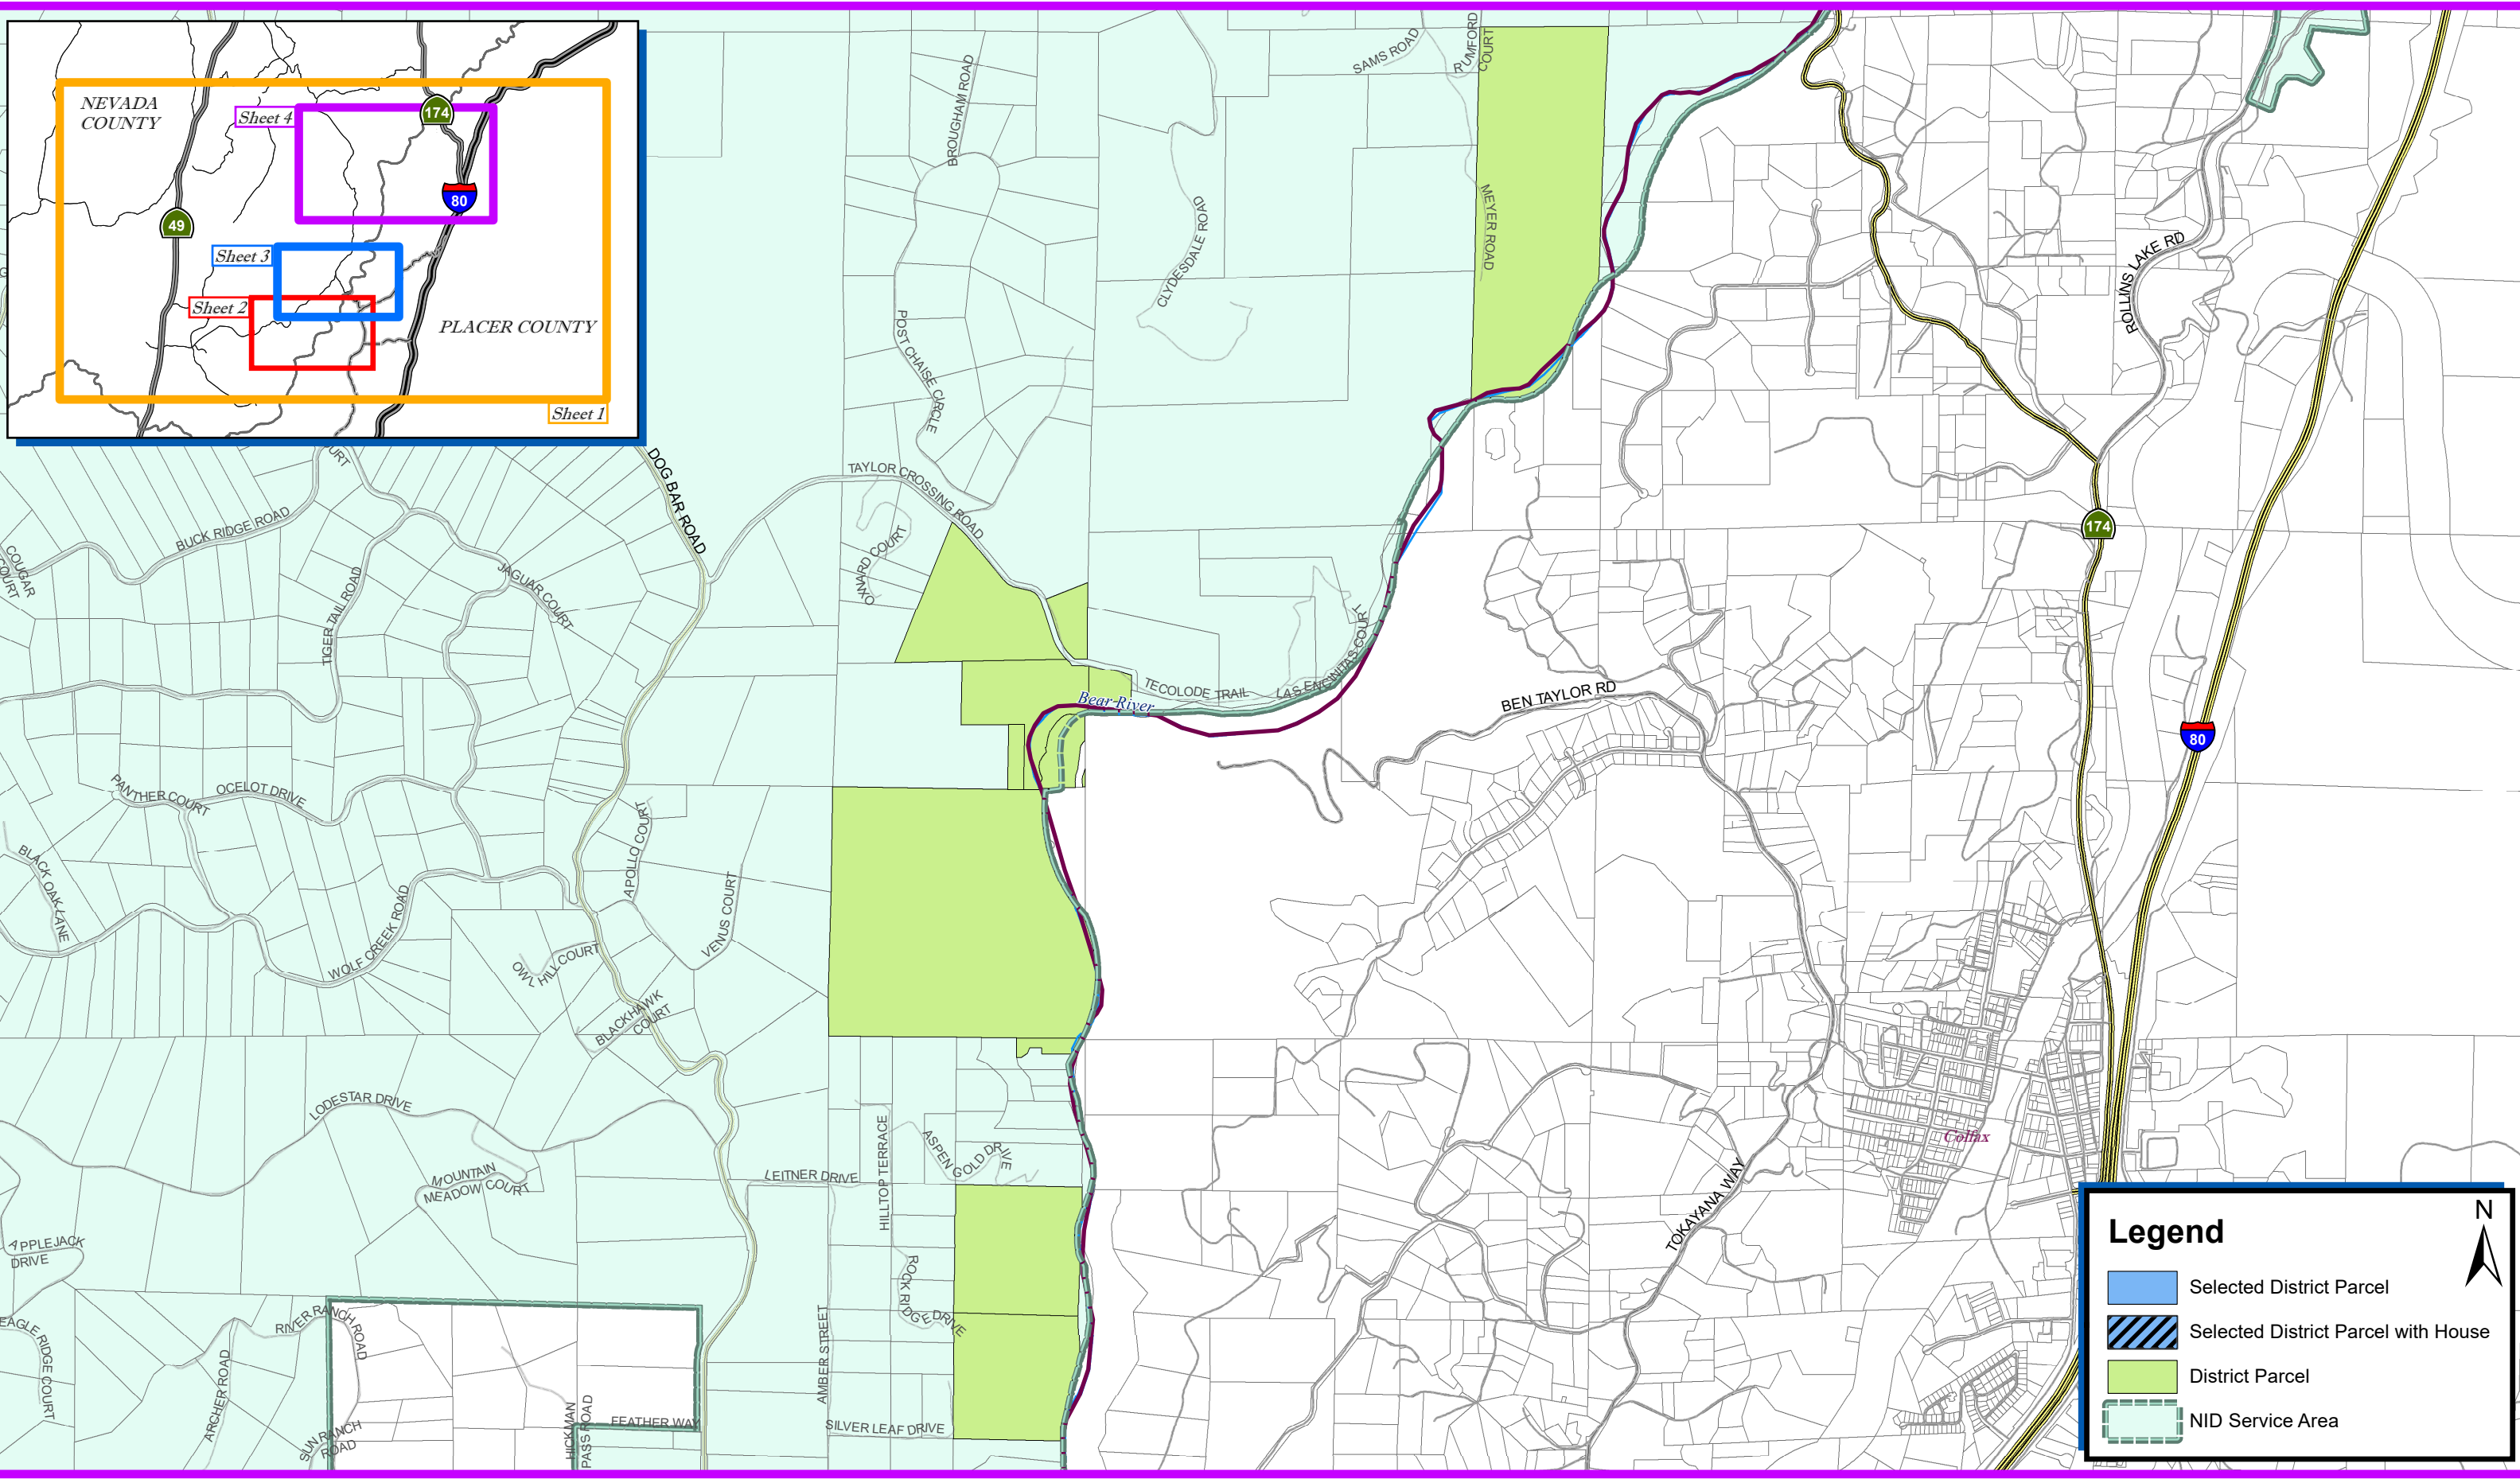 NEVADA
COUNTY
Sheet 4
174
80
49
Sheet 3
Sheet 2
PLACER COUNTY
Sheet 1
BROUGHAM ROAD
SAMS ROAD
RUMFORD
COURT
MEYER ROAD
CLYDESDALE ROAD
POST CHAISE CIRCLE
ROLLINS LAKE RD
DOG BAR ROAD
TAYLOR CROSSING ROAD
OXNARD COURT
BUCK RIDGE ROAD
COUGAR
COURT
TIGER TAIL ROAD
JAGUAR COURT
174
TECOLODE TRAIL
LAS ENCINITAS COURT
Bear River
BEN TAYLOR RD
80
PANTHER COURT
OCELOT DRIVE
BLACK OAK LANE
APOLLO COURT
VENUS COURT
WOLF CREEK ROAD
OWL HILL COURT
BLACKHAWK
COURT
LODESTAR DRIVE
MOUNTAIN
MEADOW COURT
LEITNER DRIVE
HILLTOP TERRACE
ASPEN GOLD DRIVE
Colfax
TOKAYANA WAY
APPLEJACK
DRIVE
EAGLE RIDGE COURT
RIVER RANCH ROAD
ARCHER ROAD
SUN RANCH
ROAD
HICKMAN
PASS ROAD
FEATHER WAY
AMBER STREET
ROCK RIDGE DRIVE
SILVER LEAF DRIVE
Legend
N
Selected District Parcel
Selected District Parcel with House
District Parcel
NID Service Area